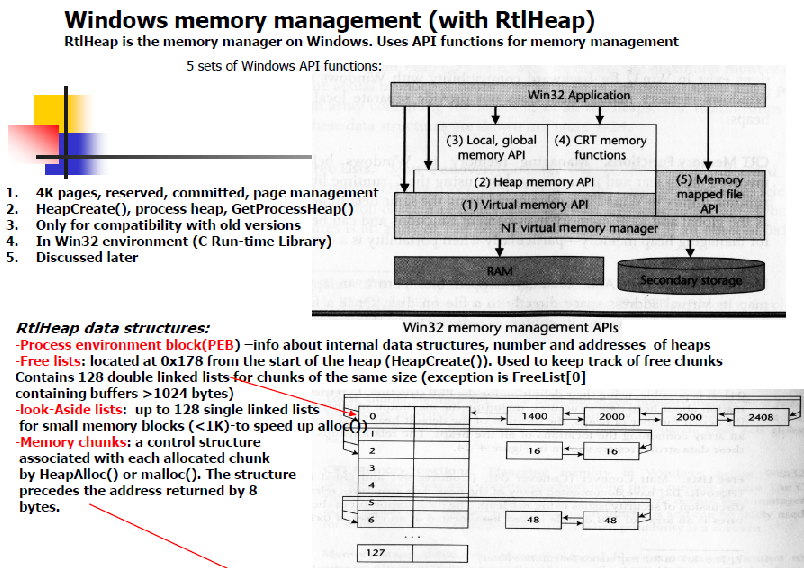 Windows memory management (with RtlHeap)
RtlHeap is the memory manager on Windows. Uses API functions for memory management
5 sets of Windows API functions:
Win32 Application
(3) Local, global
memory API
(4) CRT memory
functions
(2) Heap memory API
(5) Memory
mapped file
API
(1) Virtual memory API
NT virtual memory manager
RAM
Secondary storage
Win32 memory management APIs
1. 4K pages, reserved, committed, page management
2. HeapCreate(), process heap, GetProcessHeap()
3. Only for compatibility with old versions
4. In Win32 environment (C Run-time Library)
5. Discussed later
RtlHeap data structures:
-Process environment block(PEB) –info about internal data structures, number and addresses of heaps
-Free lists: located at 0x178 from the start of the heap (HeapCreate()). Used to keep track of free chunks
Contains 128 double linked lists for chunks of the same size (exception is FreeList[0]
containing buffers >1024 bytes)
-look-Aside lists: up to 128 single linked lists
for small memory blocks (<1K)-to speed up alloc())
-Memory chunks: a control structure
associated with each allocated chunk
by HeapAlloc() or malloc(). The structure
precedes the address returned by 8
bytes.
0 1400 2000 2000 2408
1
2 16 16
3
4
5
6 48 48
...
127